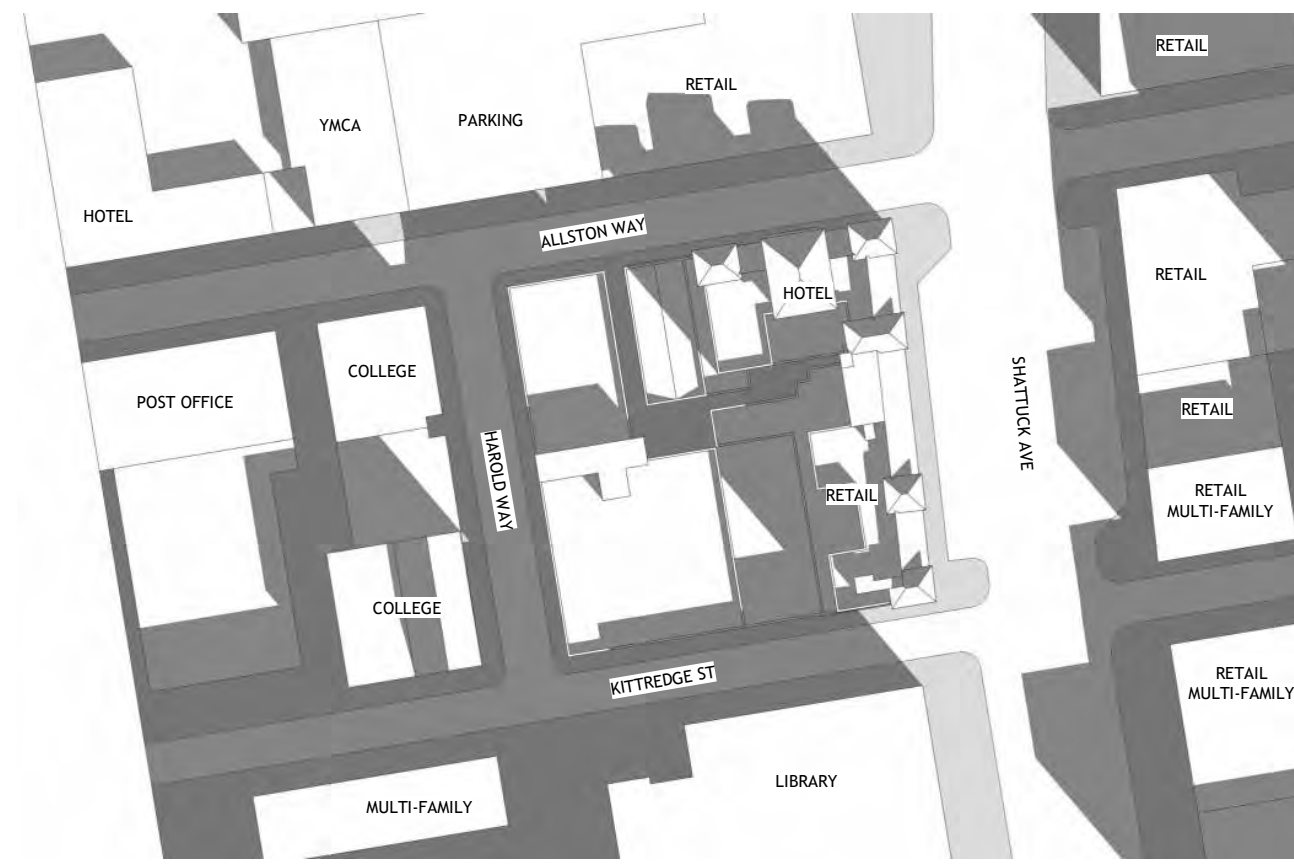 RETAIL
RETAIL
YMCA
PARKING
HOTEL
ALLSTON WAY
RETAIL
HOTEL
COLLEGE
POST OFFICE
SHATTUCK AVE
RETAIL
HAROLD WAY
RETAIL
RETAIL
MULTI-FAMILY
COLLEGE
KITTREDGE ST
RETAIL
MULTI-FAMILY
LIBRARY
MULTI-FAMILY